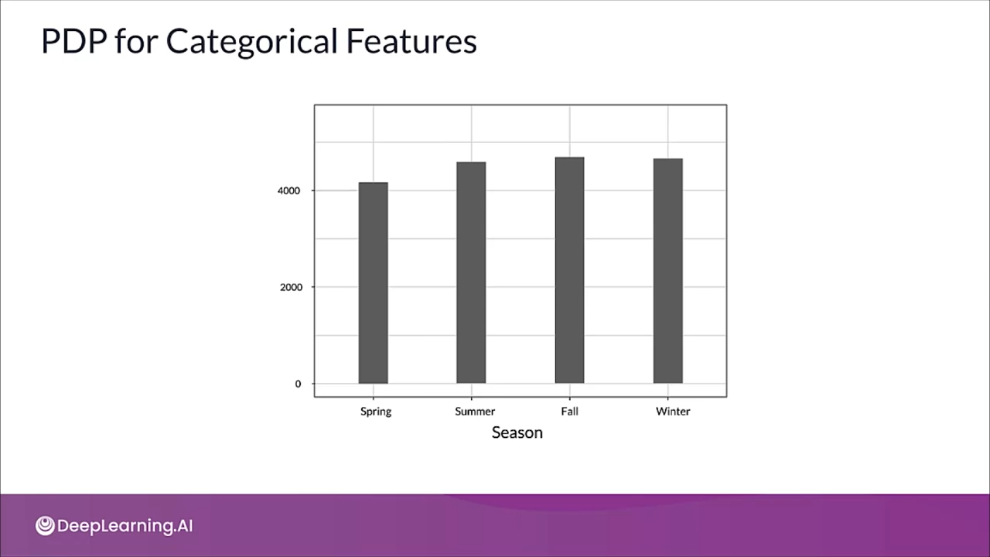 PDP for Categorical Features
4000
2000
0
Spring Summer Fall Winter
Season
DeepLearning.AI